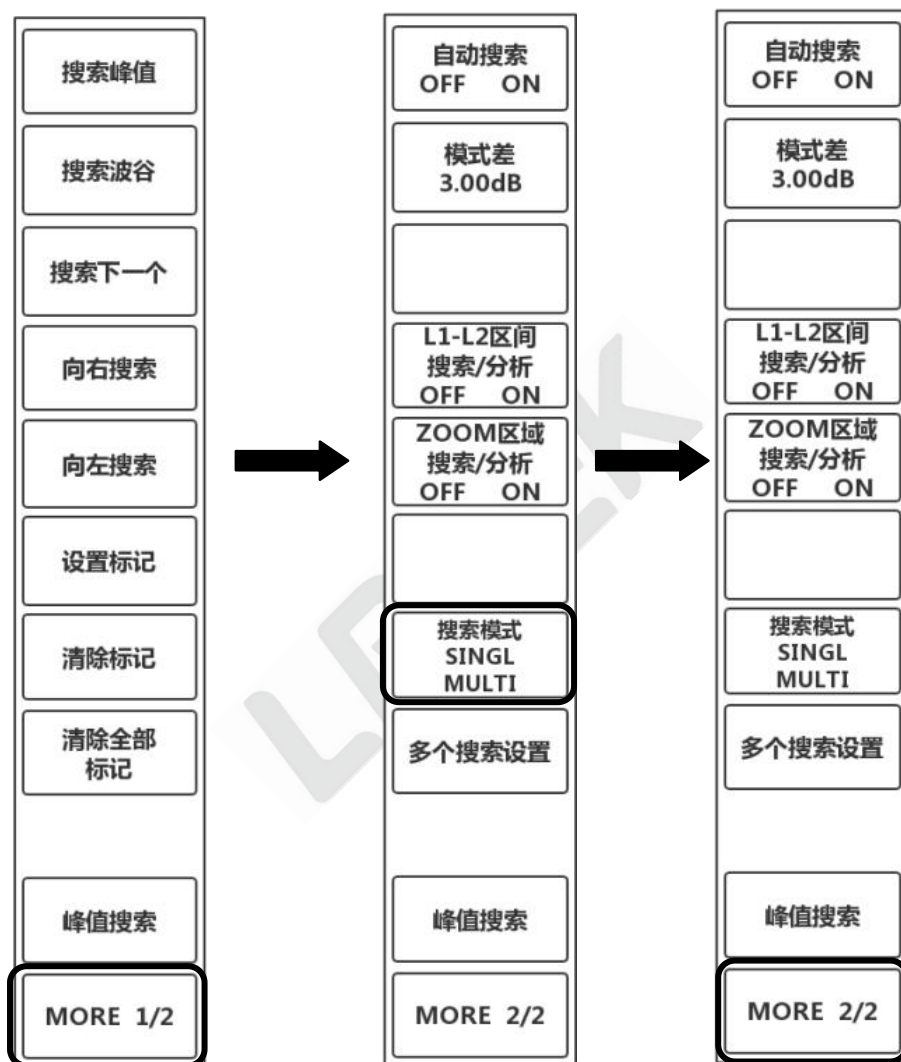 搜索峰值
搜索波谷
搜索下一个
向右搜索
向左搜索
设置标记
清除标记
清除全部
标记
峰值搜索
MORE 1/2
自动搜索
OFF ON
模式差
3.00dB
L1-L2区间
搜索/分析
OFF ON
ZOOM区域
搜索/分析
OFF ON
搜索模式
SINGL
MULTI
多个搜索设置
峰值搜索
MORE 2/2
自动搜索
OFF ON
模式差
3.00dB
L1-L2区间
搜索/分析
OFF ON
ZOOM区域
搜索/分析
OFF ON
搜索模式
SINGL
MULTI
多个搜索设置
峰值搜索
MORE 2/2